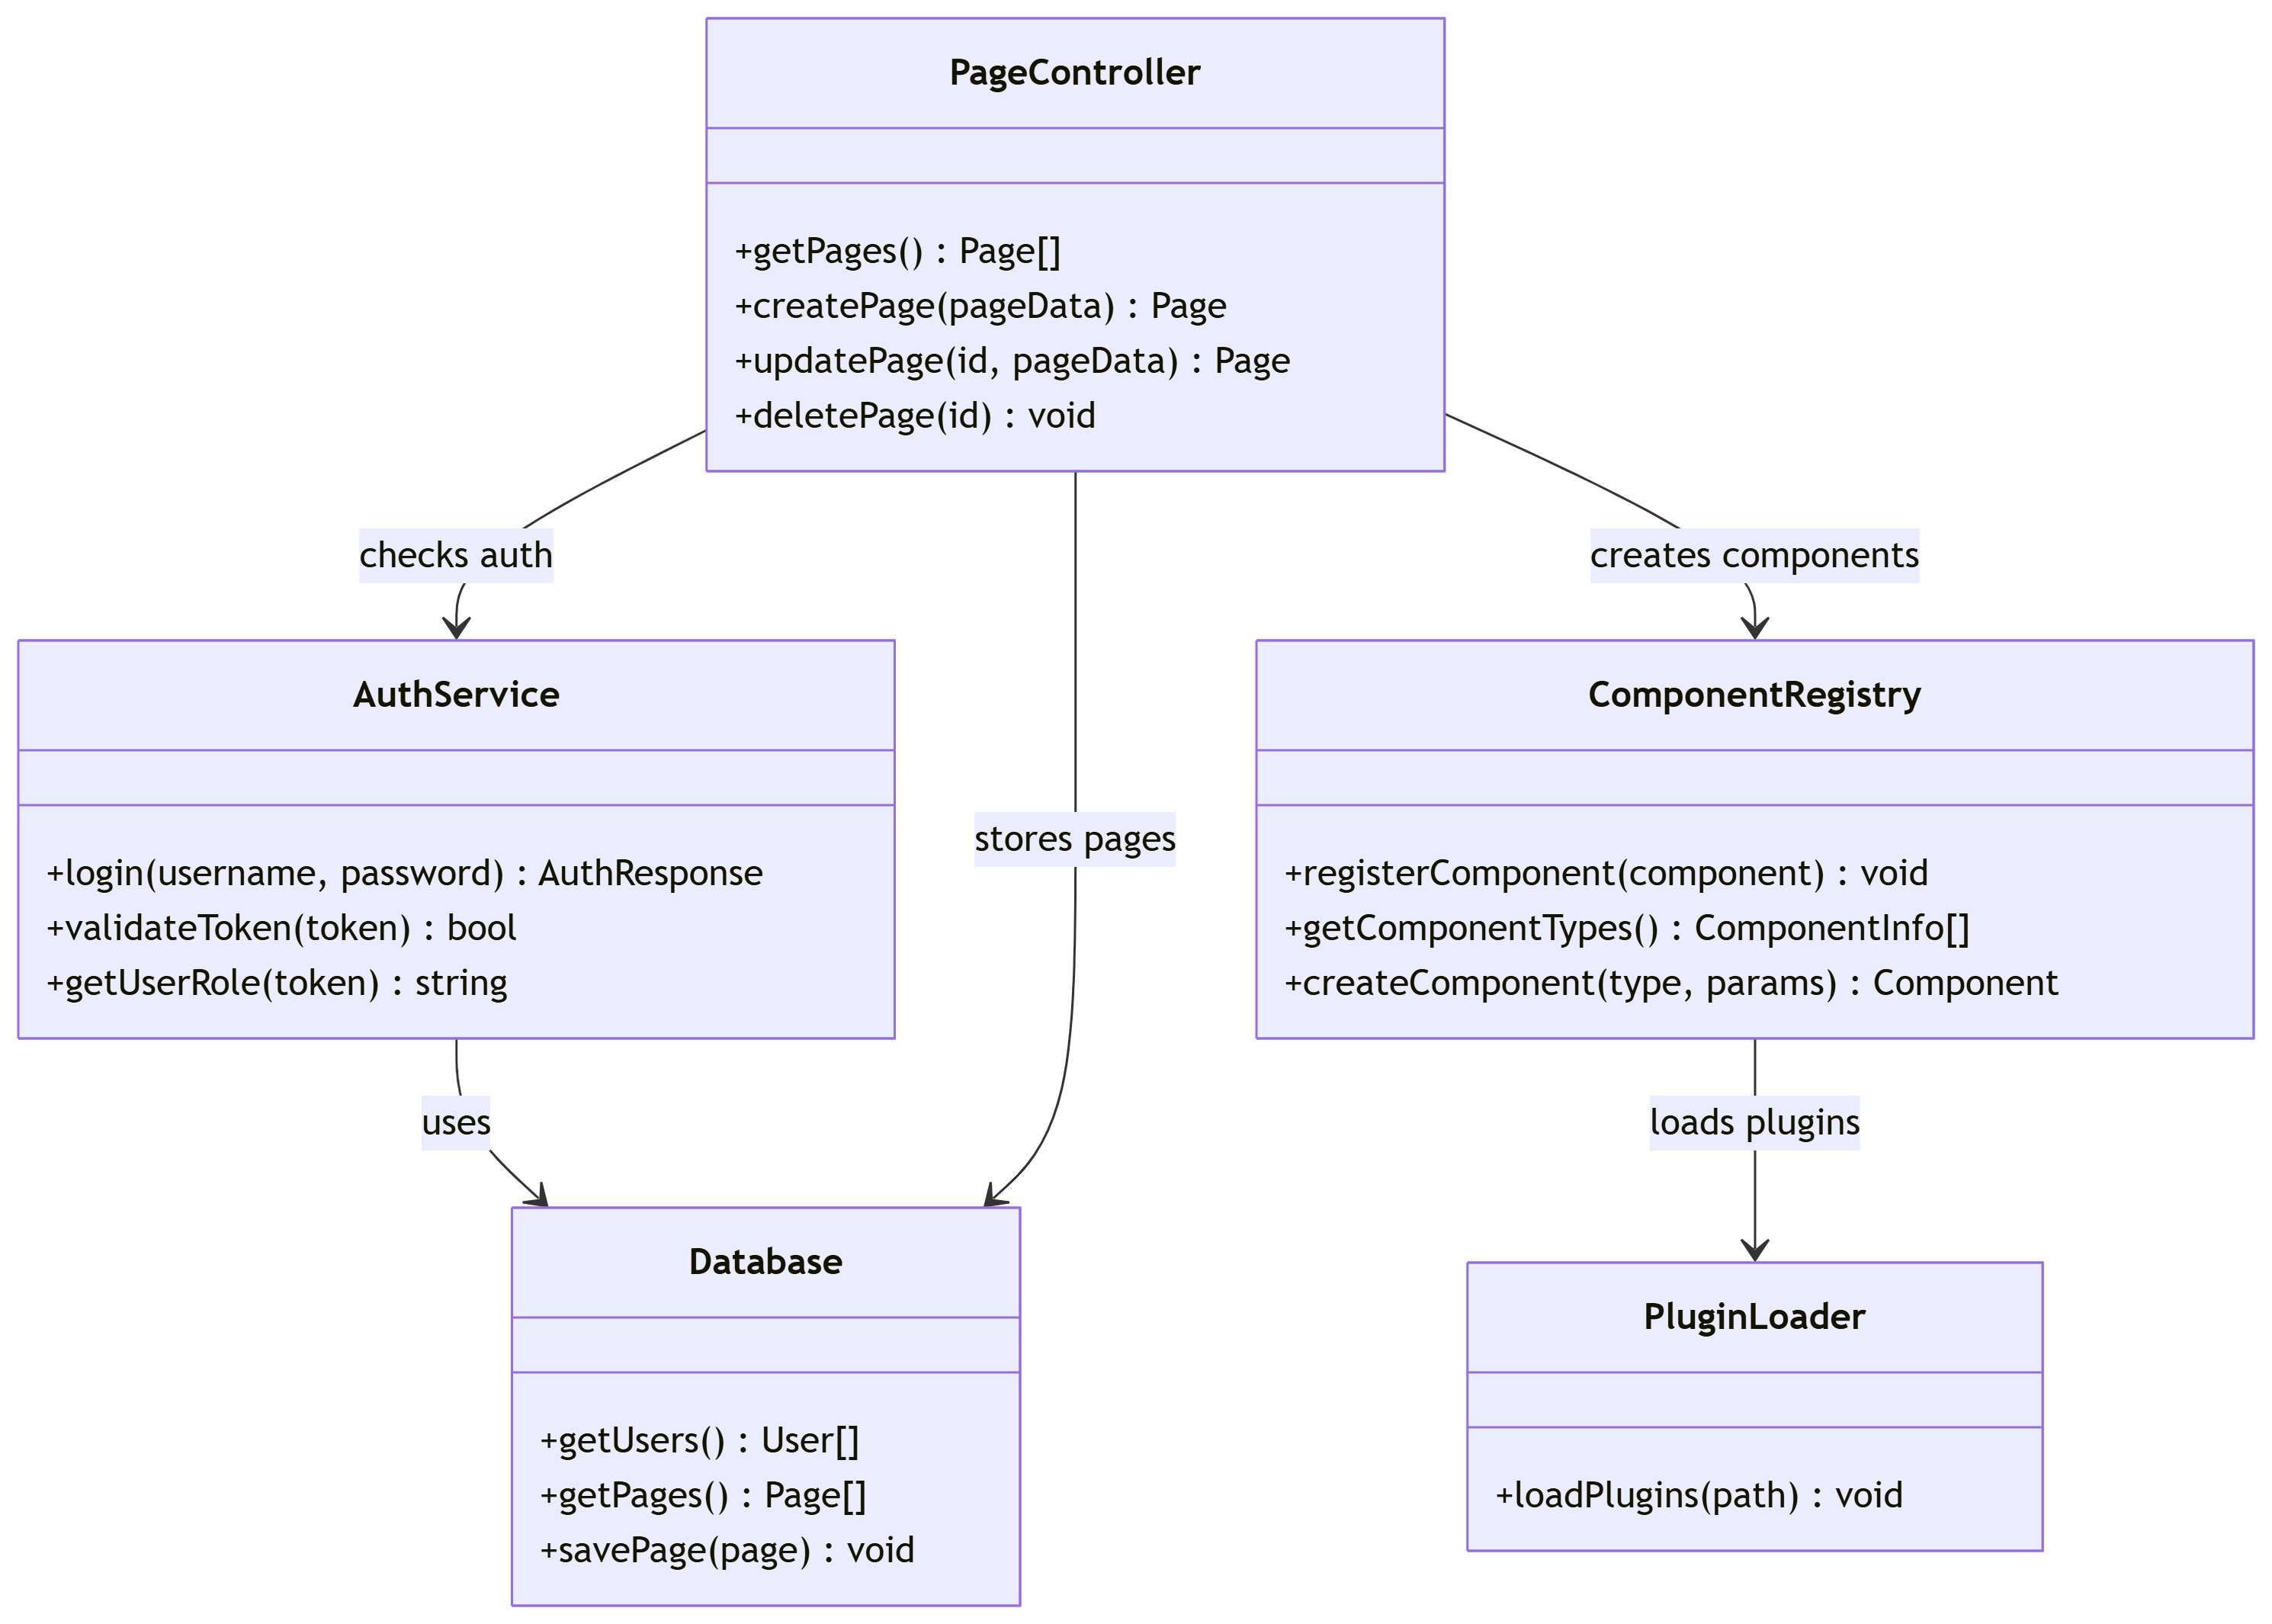 PageController
+getPages() : Page[]
+createPage(pageData) : Page
+updatePage(id, pageData) : Page
+deletePage(id) : void
checks auth
creates components
AuthService
+login(username, password) : AuthResponse
+validateToken(token) : bool
+getUserRole(token) : string
stores pages
ComponentRegistry
+registerComponent(component) : void
+getComponentTypes() : ComponentInfo[]
+createComponent(type, params) : Component
uses
loads plugins
Database
+getUsers() : User[]
+getPages() : Page[]
+savePage(page) : void
PluginLoader
+loadPlugins(path) : void